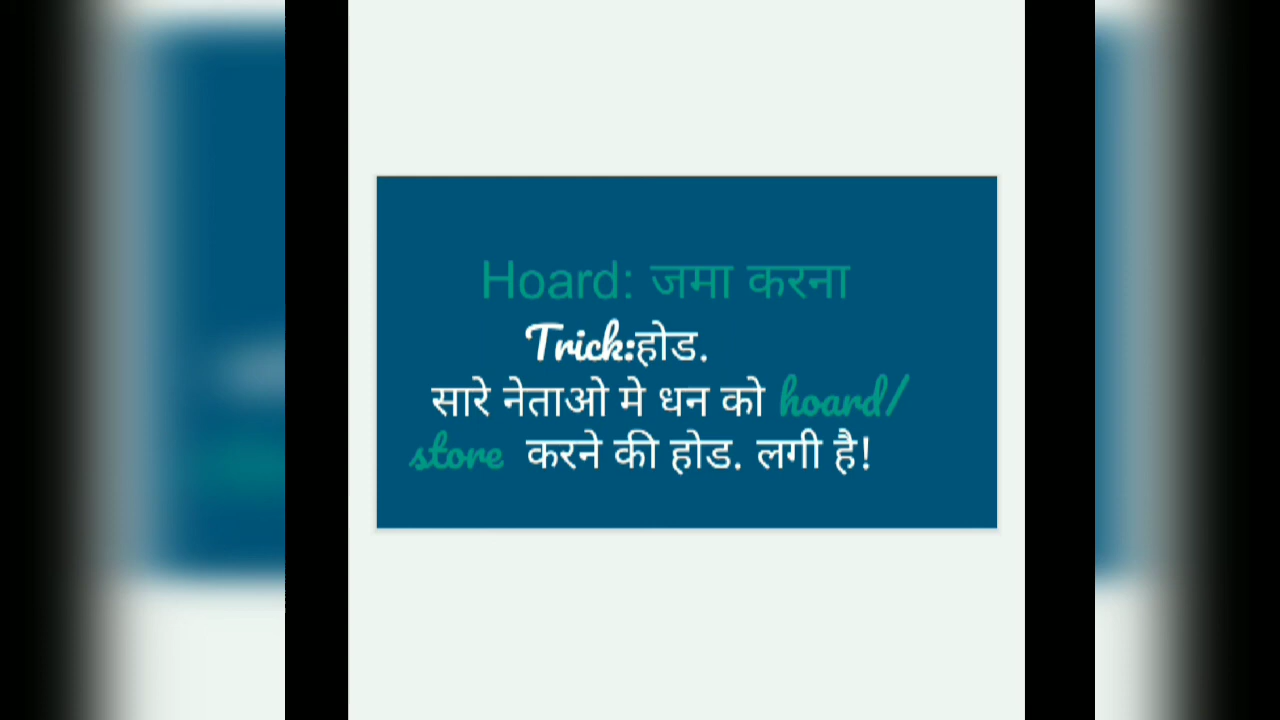 Hoard: जमा करना
Trick:होड.
सारे नेताओ मे धन को hoard/
store करने की होड. लगी है!